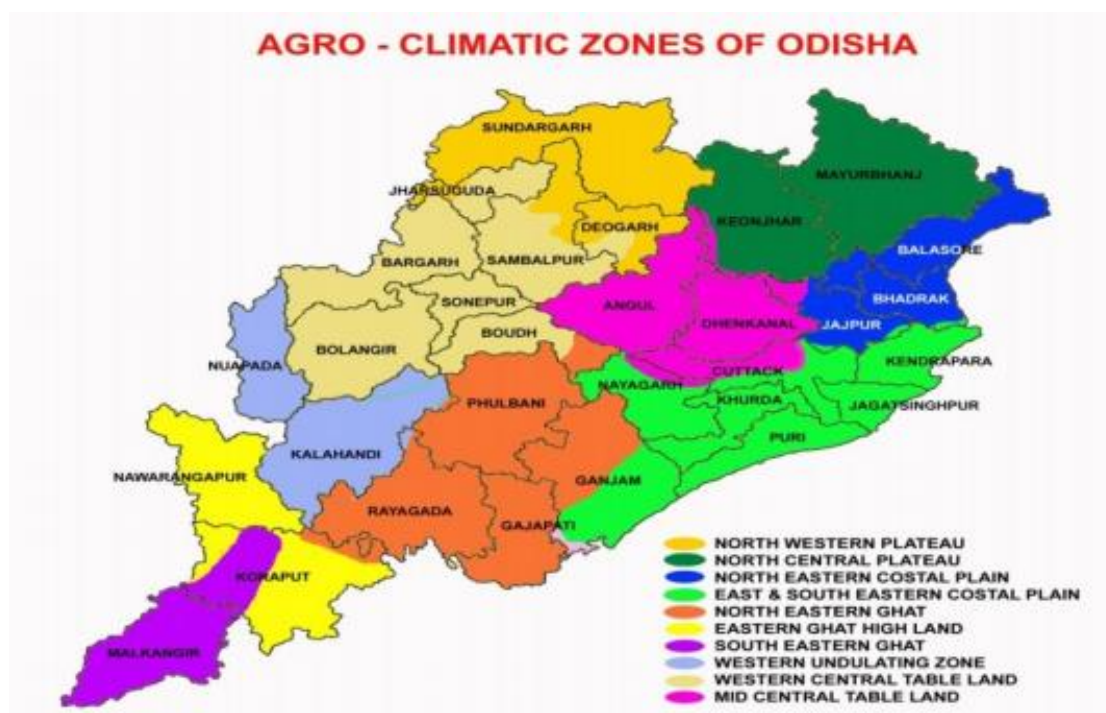 AGRO - CLIMATIC ZONES OF ODISHA
SUNDARGARH
MAYURBHANJ
JHARSUGUDA
KEONJHAR
DEOGARH
BALASORE
BARGARH
SAMBALPUR
BHADRAK
SONEPUR
ANGUL
DHENKANAL
JAJPUR
BOUDH
BOLANGIR
NUAPADA
CUTTACK
KENDRAPARA
NAYAGARH
PHULBANI
KHURDA
JAGATSINGHPUR
PURI
KALAHANDI
NAWARANGAPUR
GANJAM
RAYAGADA
GAJAPATI
KORAPUT
MALKANGIR
NORTH WESTERN PLATEAU
NORTH CENTRAL PLATEAU
NORTH EASTERN COSTAL PLAIN
EAST & SOUTH EASTERN COSTAL PLAIN
NORTH EASTERN GHAT
EASTERN GHAT HIGH LAND
SOUTH EASTERN GHAT
WESTERN UNDULATING ZONE
WESTERN CENTRAL TABLE LAND
MID CENTRAL TABLE LAND